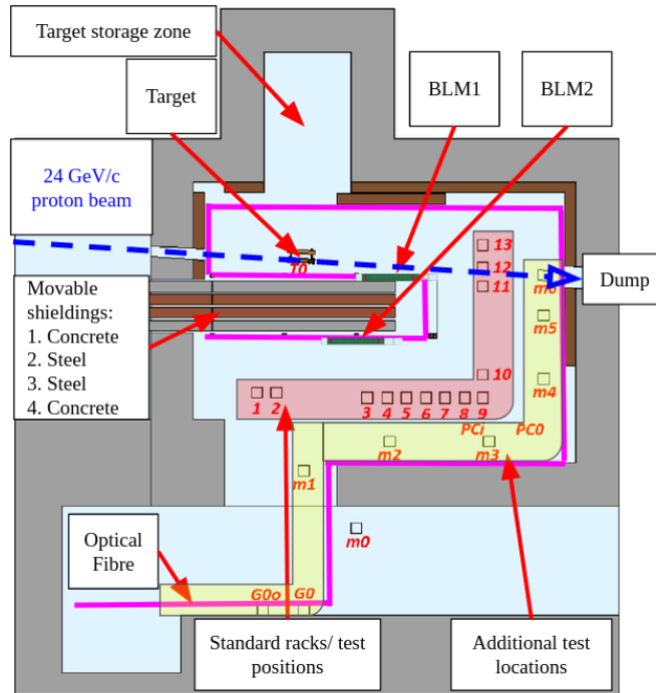 Target storage zone
Target
BLM1
BLM2
24 GeV/c
proton beam
T0
13
12
11
m6
Dump
Movable
shieldings:
1. Concrete
2. Steel
3. Steel
4. Concrete
m5
10
m4
1 2 3 4 5 6 7 8 9
PCi PC0
m2 m3
m1
m0
Optical
Fibre
G0o G0
Standard racks/ test
positions
Additional test
locations